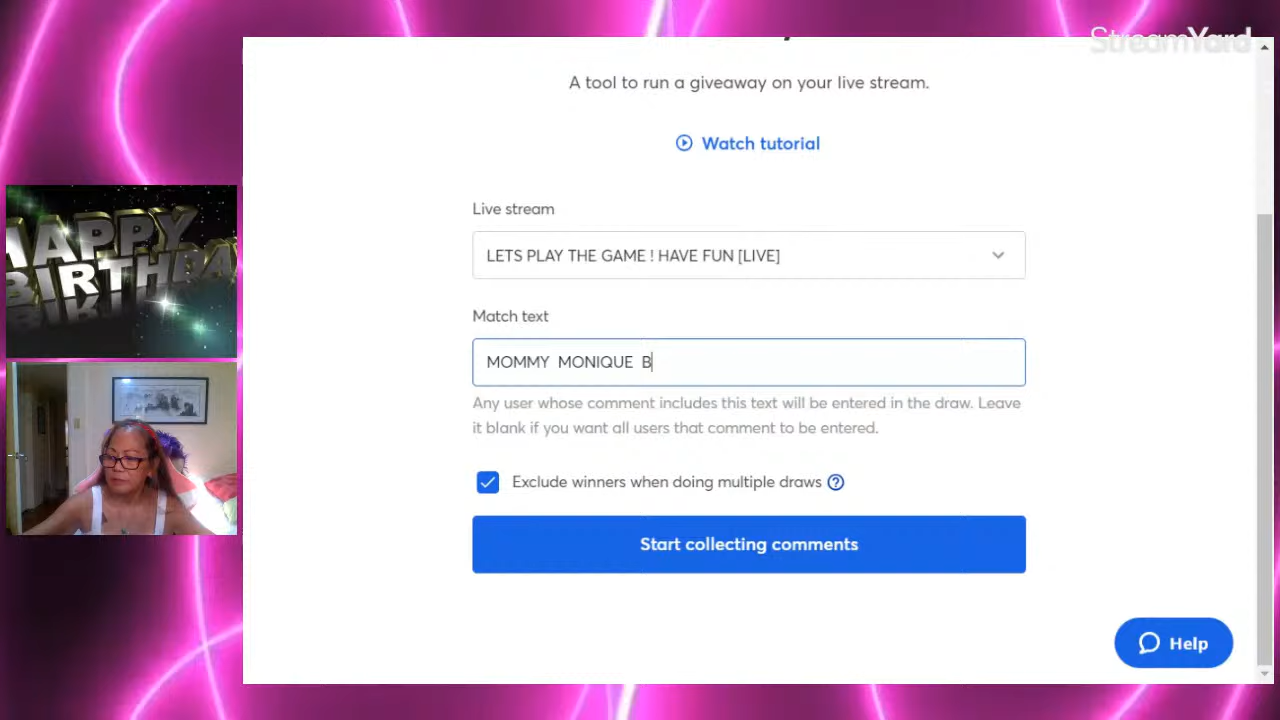 StreamYard
A tool to run a giveaway on your live stream.
Watch tutorial
Live stream
LETS PLAY THE GAME ! HAVE FUN [LIVE]
Match text
MOMMY  MONIQUE  B
Any user whose comment includes this text will be entered in the draw. Leave
it blank if you want all users that comment to be entered.
Exclude winners when doing multiple draws
Start collecting comments
Help
HAPPY
BIRTHDAY